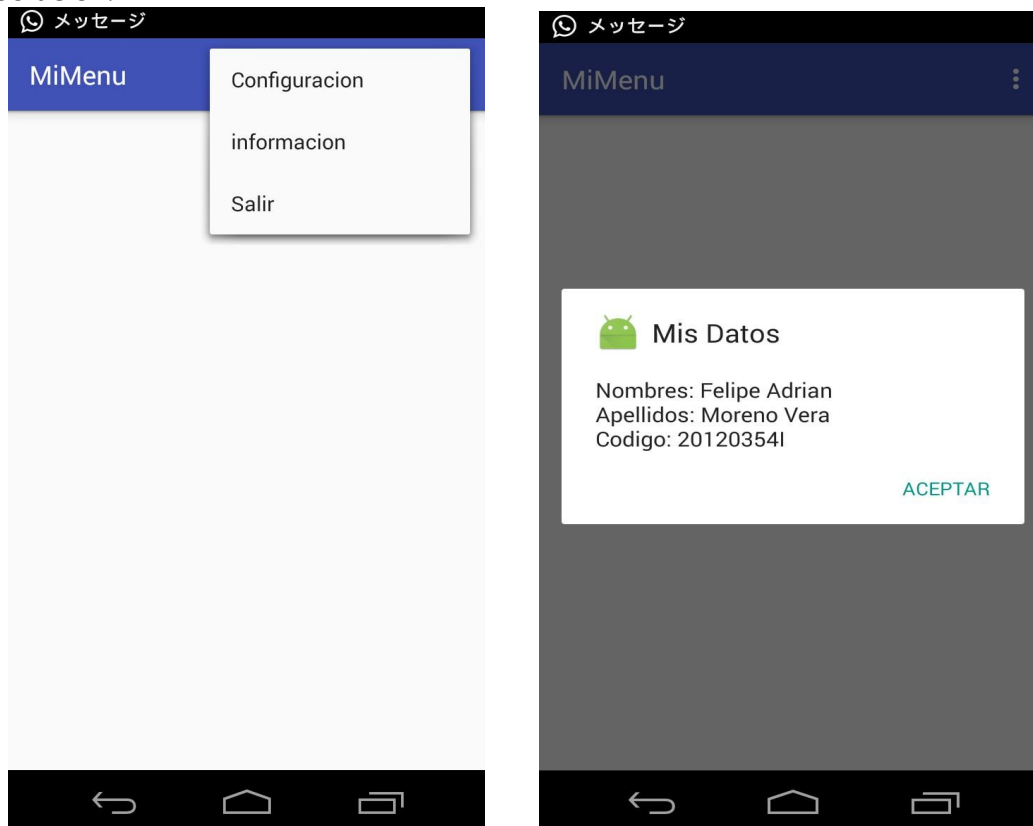 メッセージ
MiMenu
Configuracion
informacion
Salir
メッセージ
MiMenu
Mis Datos
Nombres: Felipe Adrian
Apellidos: Moreno Vera
Codigo: 20120354I
ACEPTAR